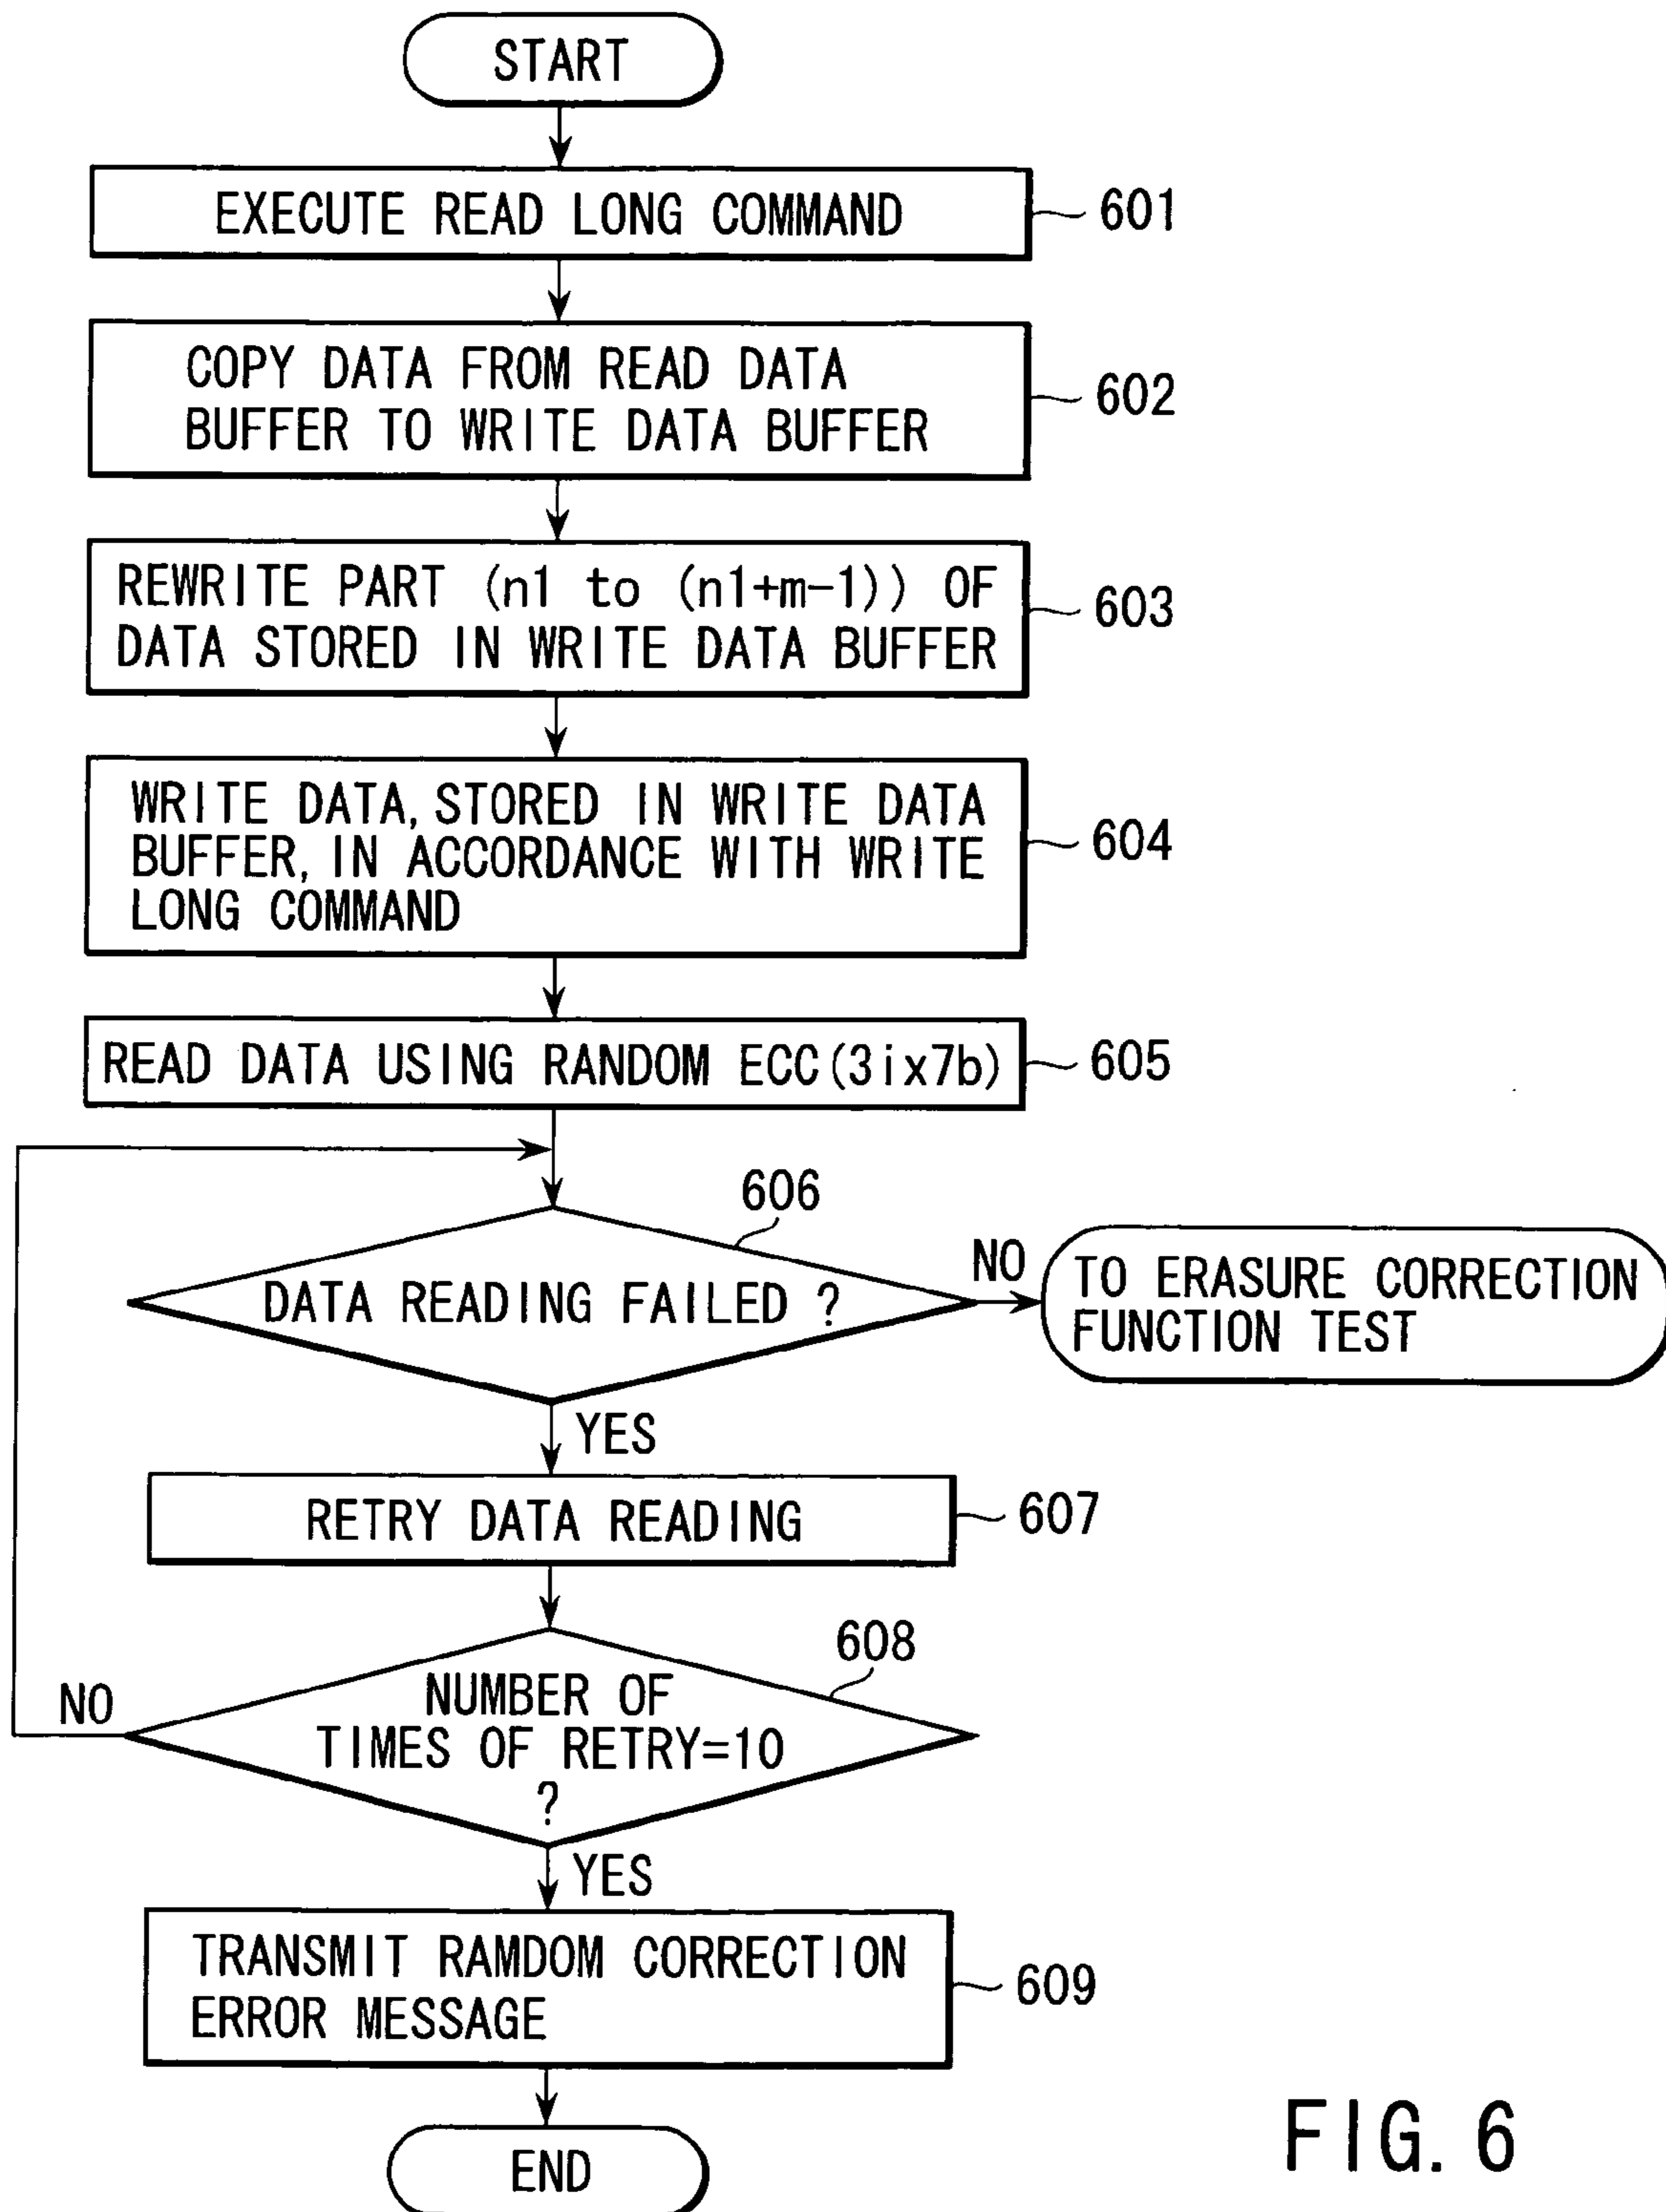 START
EXECUTE READ LONG COMMAND
601
COPY DATA FROM READ DATA
BUFFER TO WRITE DATA BUFFER
602
REWRITE PART (n1 to (n1+m-1)) OF
DATA STORED IN WRITE DATA BUFFER
603
WRITE DATA, STORED IN WRITE DATA
BUFFER, IN ACCORDANCE WITH WRITE
LONG COMMAND
604
READ DATA USING RANDOM ECC(3ix7b)
605
606
DATA READING FAILED ?
NO
TO ERASURE CORRECTION
FUNCTION TEST
YES
RETRY DATA READING
607
608
NUMBER OF
TIMES OF RETRY=10
?
NO
YES
TRANSMIT RAMDOM CORRECTION
ERROR MESSAGE
609
END
FIG. 6